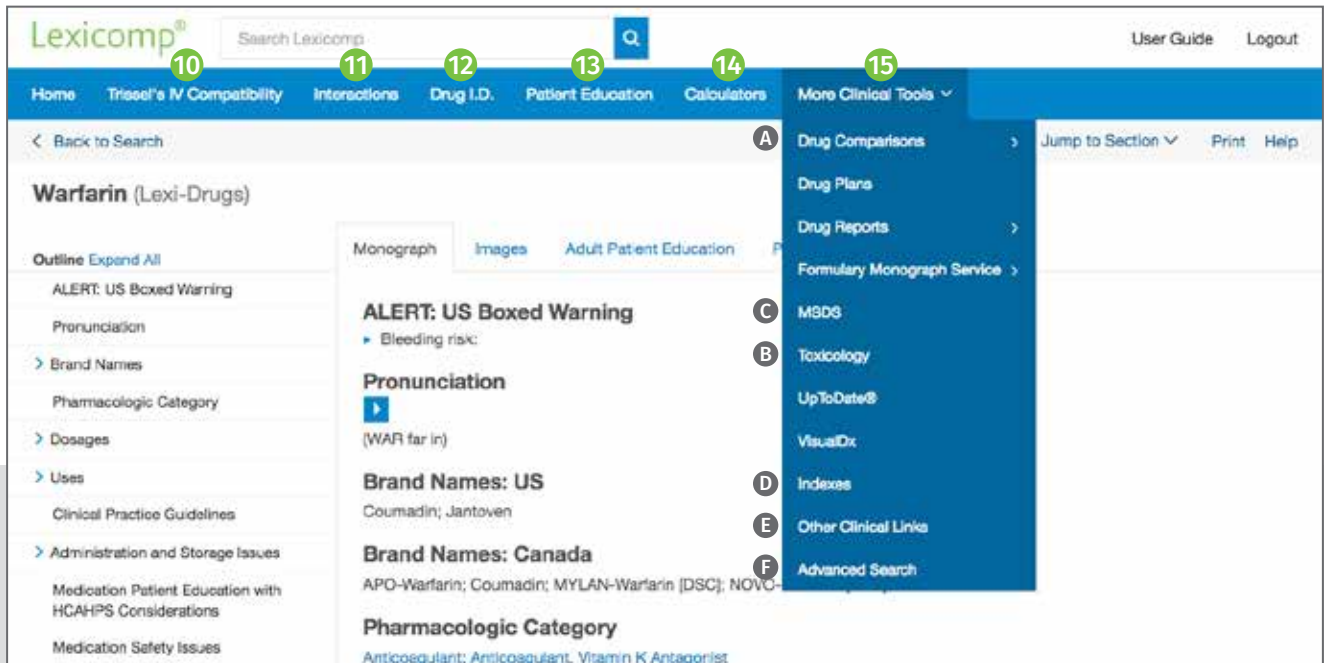 Lexicomp®
Search Lexicomp
User Guide
Logout
10
11
12
13
14
15
Home
Trissel's IV Compatibility
Interactions
Drug I.D.
Patient Education
Calculators
More Clinical Tools
Back to Search
Jump to Section
Print
Help
Warfarin (Lexi-Drugs)
Outline Expand All
ALERT: US Boxed Warning
Pronunciation
Brand Names
Pharmacologic Category
Dosages
Uses
Clinical Practice Guidelines
Administration and Storage Issues
Medication Patient Education with
HCAHPS Considerations
Medication Safety Issues
Monograph
Images
Adult Patient Education
P
ALERT: US Boxed Warning
Bleeding risk:
Pronunciation
(WAR far in)
Brand Names: US
Coumadin; Jantoven
Brand Names: Canada
APO-Warfarin; Coumadin; MYLAN-Warfarin [DSC]; NOVO-
Pharmacologic Category
Anticoagulant; Anticoagulant, Vitamin K Antagonist
A
Drug Comparisons
Drug Plans
Drug Reports
Formulary Monograph Service
C
MSDS
B
Toxicology
UpToDate®
VisualDx
D
Indexes
E
Other Clinical Links
F
Advanced Search